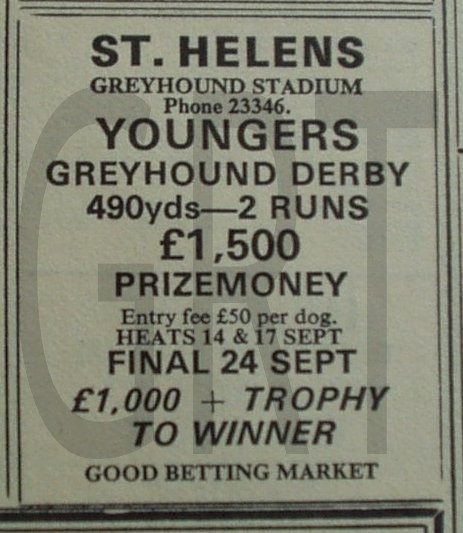 ST. HELENS
GREYHOUND STADIUM
Phone 23346.
YOUNGERS
GREYHOUND DERBY
490yds—2 RUNS
£1,500
PRIZEMONEY
Entry fee £50 per dog.
HEATS 14 & 17 SEPT
FINAL 24 SEPT
£1,000 + TROPHY
TO WINNER
GOOD BETTING MARKET
GAT